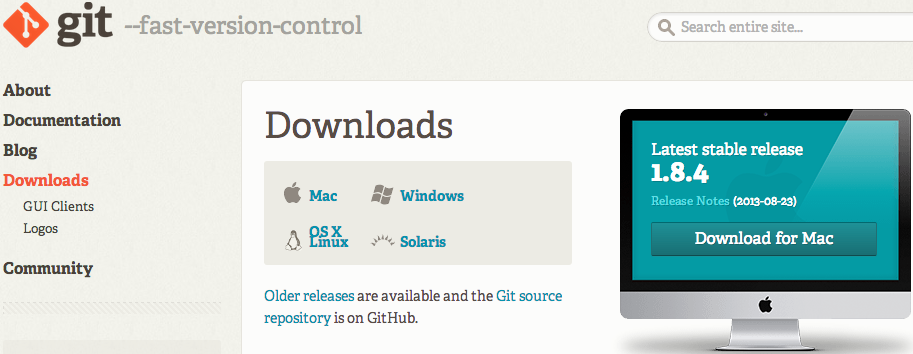 git --fast-version-control
Search entire site...
About
Documentation
Blog
Downloads
GUI Clients
Logos
Community
Downloads
Mac
OS X
Windows
Linux
Solaris
Older releases are available and the Git source
repository is on GitHub.
Latest stable release
1.8.4
Release Notes (2013-08-23)
Download for Mac